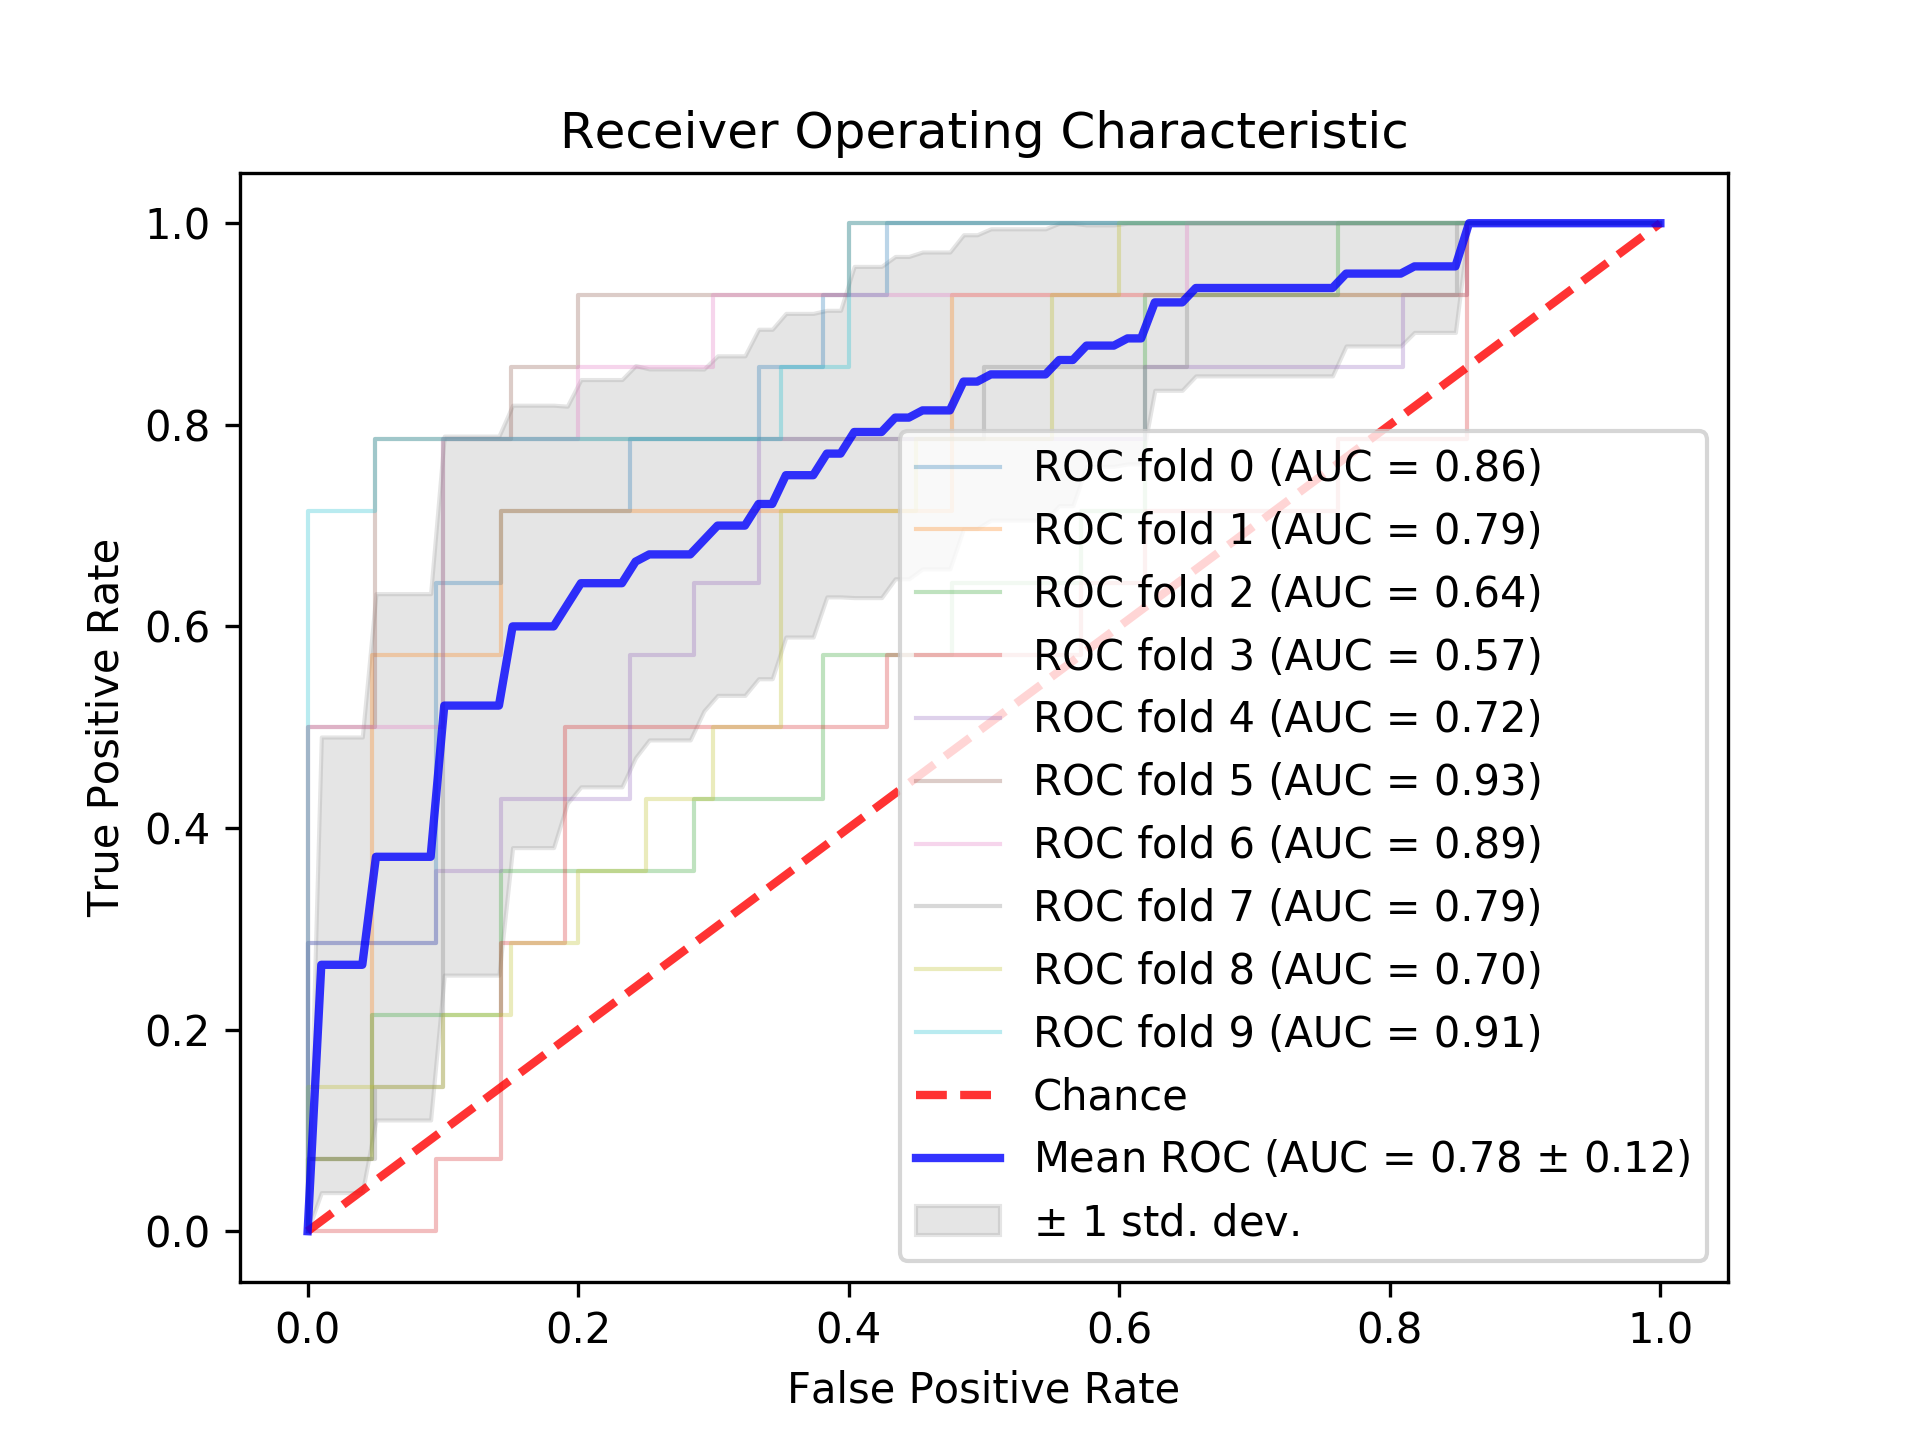 Receiver Operating Characteristic
True Positive Rate
1.0
0.8
0.6
0.4
0.2
0.0
ROC fold 0 (AUC = 0.86)
ROC fold 1 (AUC = 0.79)
ROC fold 2 (AUC = 0.64)
ROC fold 3 (AUC = 0.57)
ROC fold 4 (AUC = 0.72)
ROC fold 5 (AUC = 0.93)
ROC fold 6 (AUC = 0.89)
ROC fold 7 (AUC = 0.79)
ROC fold 8 (AUC = 0.70)
ROC fold 9 (AUC = 0.91)
Chance
Mean ROC (AUC = 0.78 ± 0.12)
± 1 std. dev.
0.0 0.2 0.4 0.6 0.8 1.0
False Positive Rate